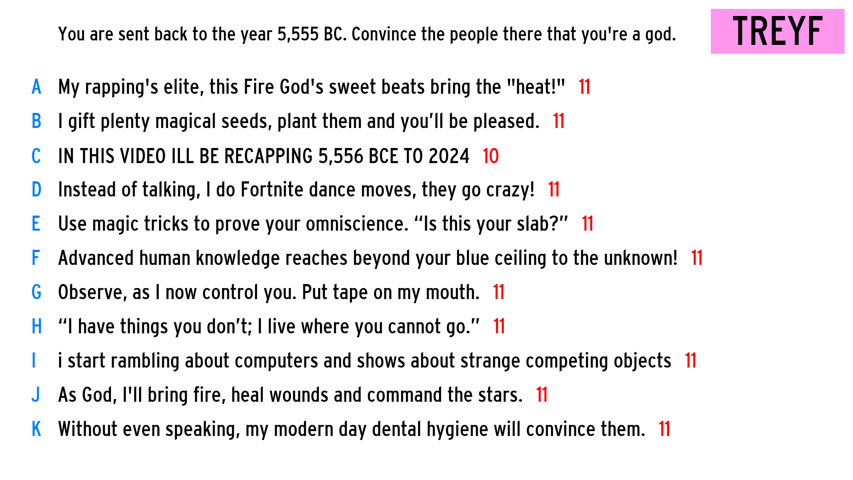 You are sent back to the year 5,555 BC. Convince the people there that you're a god.
TREYF
A My rapping's elite, this Fire God's sweet beats bring the "heat!" 11
B I gift plenty magical seeds, plant them and you’ll be pleased. 11
C IN THIS VIDEO ILL BE RECAPPING 5,556 BCE TO 2024 10
D Instead of talking, I do Fortnite dance moves, they go crazy! 11
E Use magic tricks to prove your omniscience. “Is this your slab?” 11
F Advanced human knowledge reaches beyond your blue ceiling to the unknown! 11
G Observe, as I now control you. Put tape on my mouth. 11
H “I have things you don’t; I live where you cannot go.” 11
I i start rambling about computers and shows about strange competing objects 11
J As God, I'll bring fire, heal wounds and command the stars. 11
K Without even speaking, my modern day dental hygiene will convince them. 11